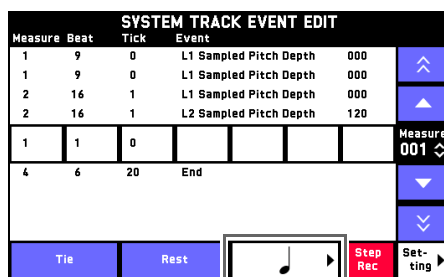 SYSTEM TRACK EVENT EDIT
Measure Beat Tick Event
1 9 0 L1 Sampled Pitch Depth 000
1 9 0 L1 Sampled Pitch Depth 000
2 16 1 L1 Sampled Pitch Depth 000
2 16 1 L2 Sampled Pitch Depth 120
1 1 0
Measure
001
4 6 20 End
Tie Rest Step Rec Set-ting